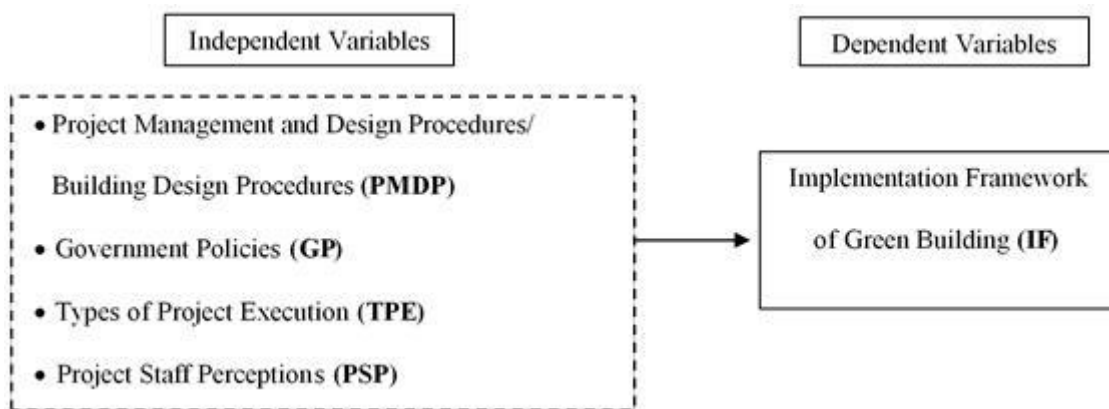 Independent Variables
Dependent Variables
• Project Management and Design Procedures/
Building Design Procedures (PMDP)
• Government Policies (GP)
• Types of Project Execution (TPE)
• Project Staff Perceptions (PSP)
Implementation Framework
of Green Building (IF)